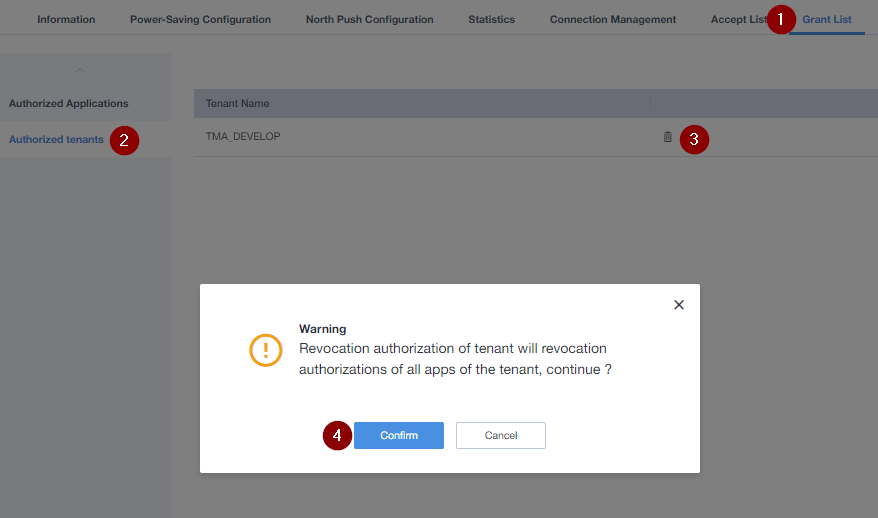 Information Power-Saving Configuration North Push Configuration Statistics Connection Management Accept List 1 Grant List
Authorized Applications
Tenant Name
Authorized tenants 2
TMA_DEVELOP 3
Warning
Revocation authorization of tenant will revocation
authorizations of all apps of the tenant, continue ?
4 Confirm Cancel